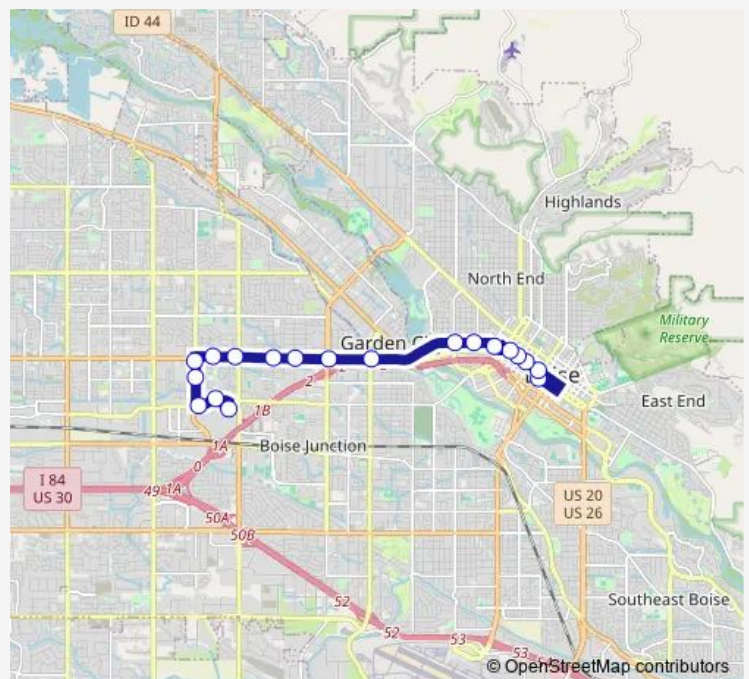 ID 44
Highlands
North End
Military
Reserve
Garden
East End
2
1B
1A
Boise Junction
0
I 84
US 30
49
1A
50A
50B
US 20
US 26
52
Southeast Boise
52
53
53
© OpenStreetMap contributors